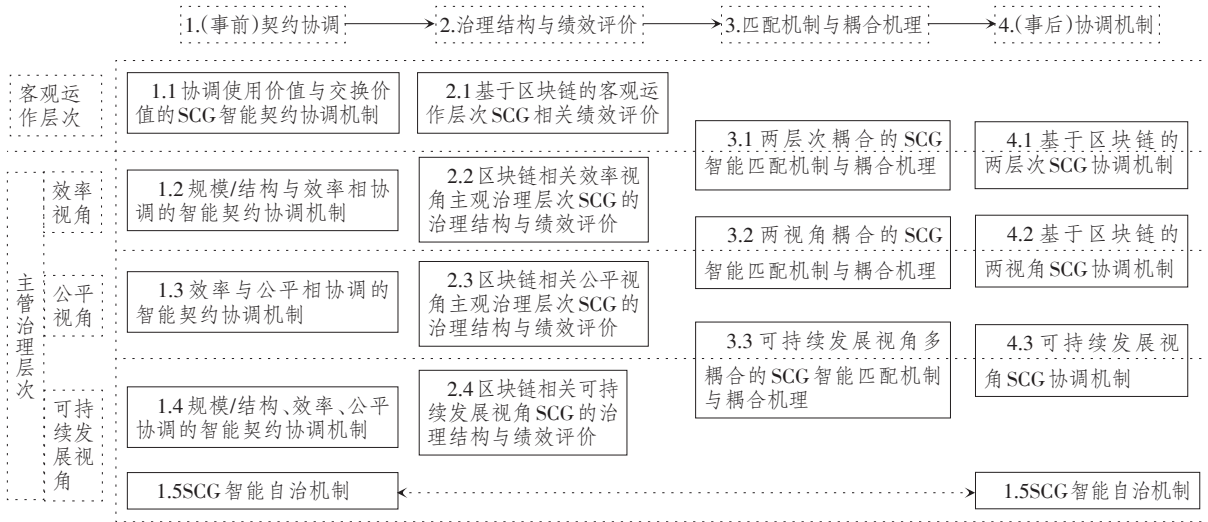 1.(事前)契约协调
2.治理结构与绩效评价
3.匹配机制与耦合机理
4.(事后)协调机制
客观运
作层次
1.1协调使用价值与交换价
值的SCG智能契约协调机制
2.1基于区块链的客观运
作层次SCG相关绩效评价
3.1两层次耦合的SCG
智能匹配机制与耦合机理
4.1基于区块链的
两层次SCG协调机制
主
管
治
理
层
次
效率
视角
1.2规模/结构与效率相协
调的智能契约协调机制
2.2区块链相关效率视
角主观治理层次SCG的
治理结构与绩效评价
3.2两视角耦合的SCG
智能匹配机制与耦合机理
4.2基于区块链的
两视角SCG协调机制
公平
视角
1.3效率与公平相协调的
智能契约协调机制
2.3区块链相关公平视
角主观治理层次SCG的
治理结构与绩效评价
3.3可持续发展视角多
耦合的SCG智能匹配机制
与耦合机理
4.3可持续发展视
角SCG协调机制
可持
续发
展视
角
1.4规模/结构、效率、公平
协调的智能契约协调机制
2.4区块链相关可持
续发展视角SCG的治
理结构与绩效评价
1.5SCG智能自治机制
1.5SCG智能自治机制